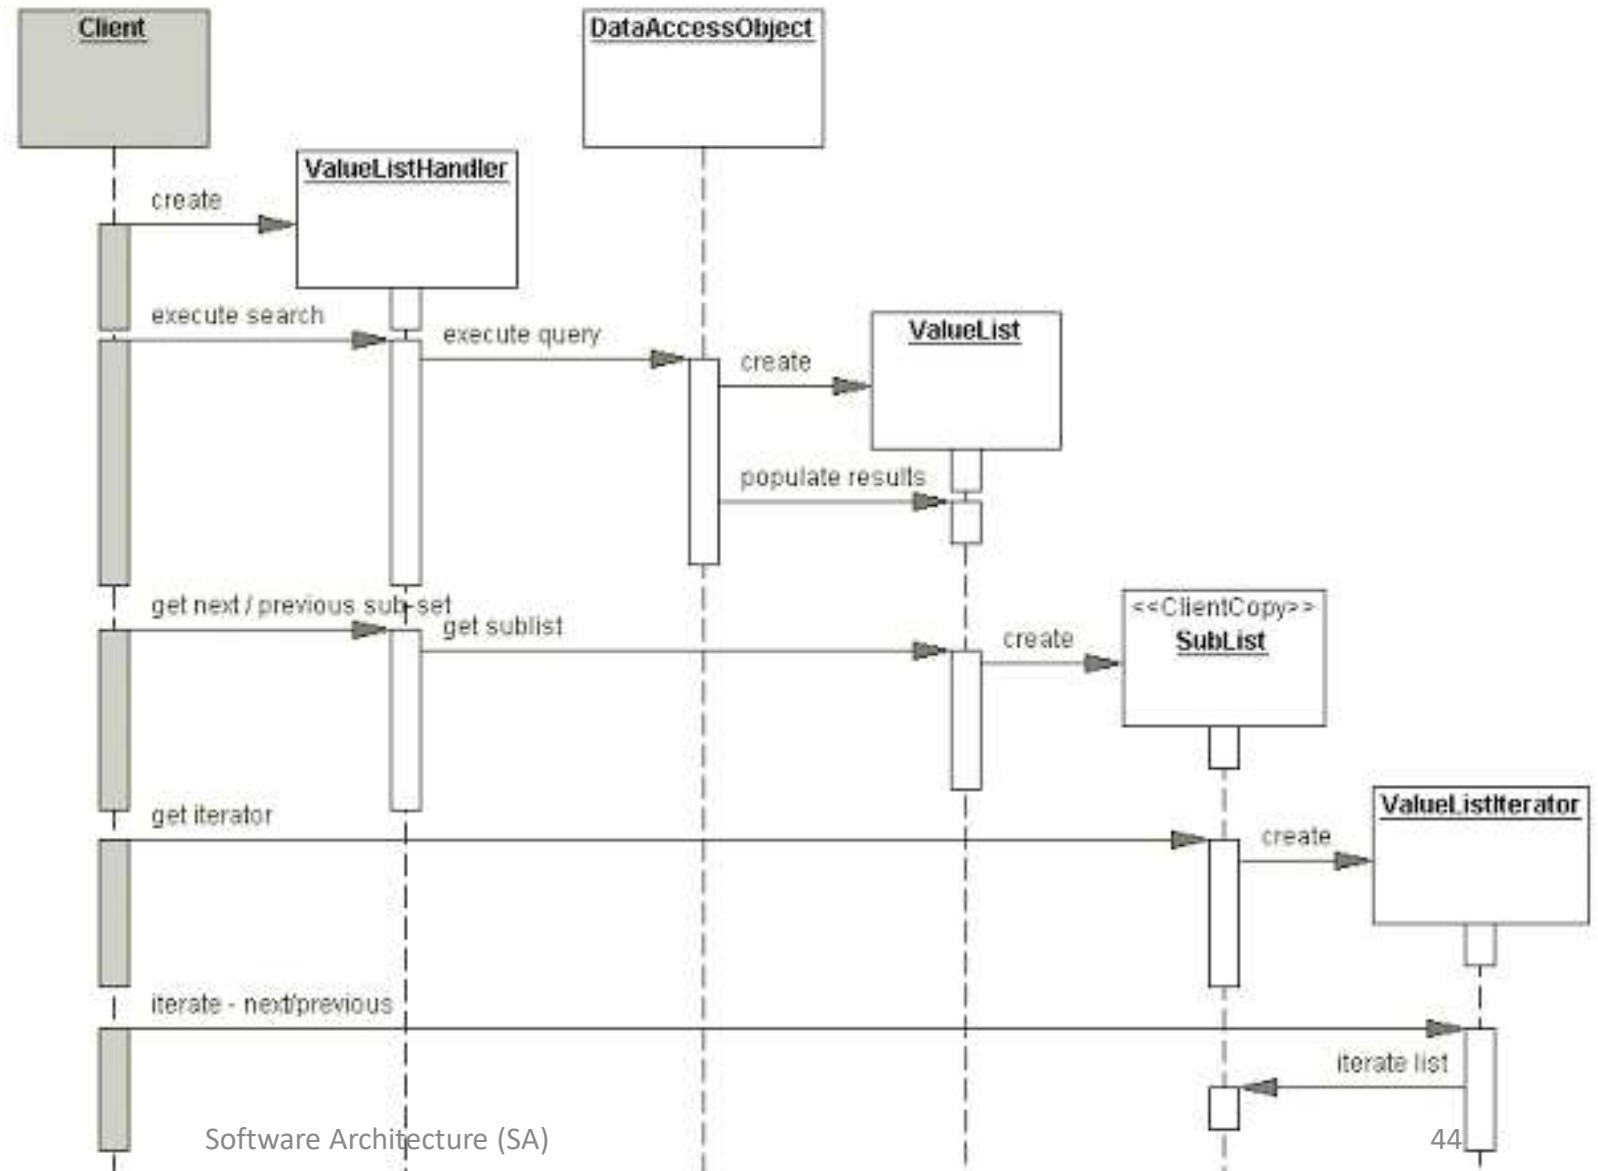 Client
DataAccessObject
ValueListHandler
create
execute search
execute query
ValueList
create
populate results
get next / previous sub-set
get sublist
<<ClientCopy>>
SubList
create
get iterator
ValueListIterator
create
iterate - next/previous
iterate list
Software Architecture (SA)
44